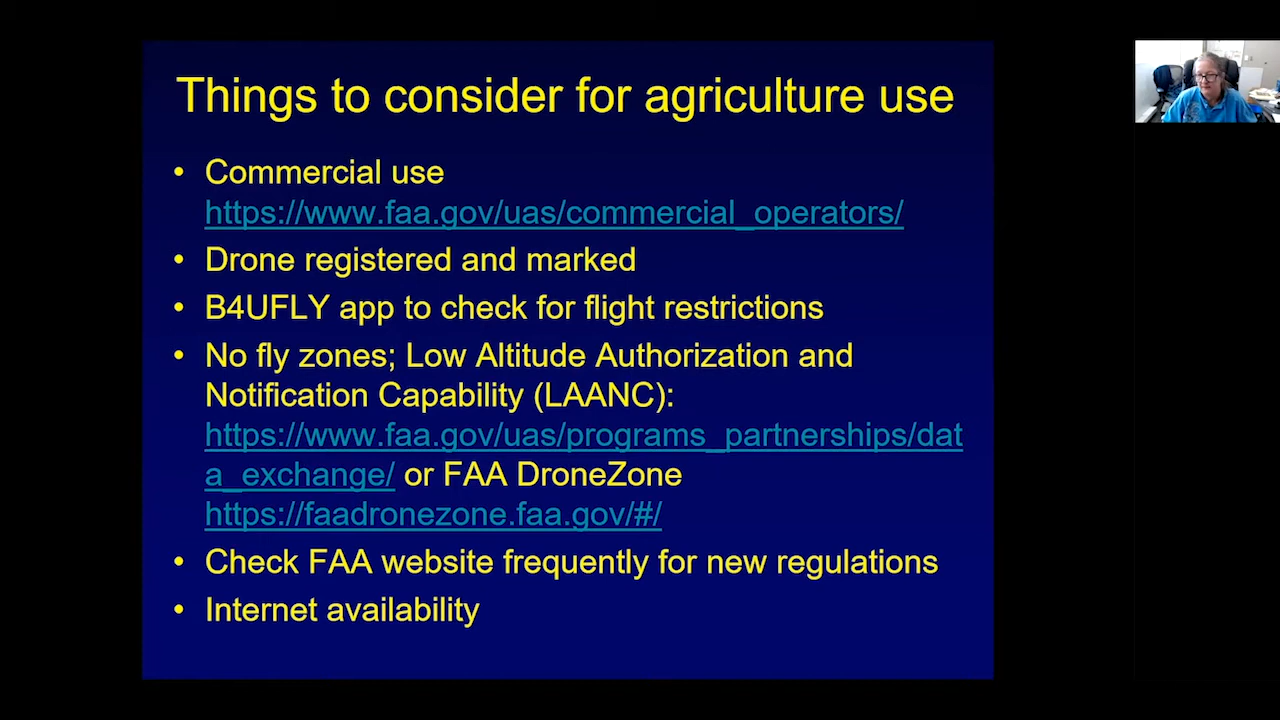 Things to consider for agriculture use
• Commercial use
https://www.faa.gov/uas/commercial_operators/
• Drone registered and marked
• B4UFLY app to check for flight restrictions
• No fly zones; Low Altitude Authorization and
Notification Capability (LAANC):
https://www.faa.gov/uas/programs_partnerships/dat
a_exchange/ or FAA DroneZone
https://faadronezone.faa.gov/#/
• Check FAA website frequently for new regulations
• Internet availability